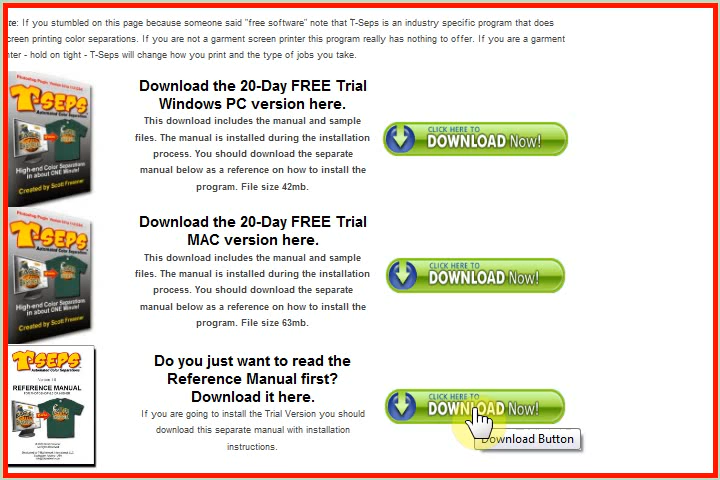 te: If you stumbled on this page because someone said "free software" note that T-Seps is an industry specific program that does
creen printing color separations. If you are not a garment screen printer this program really has nothing to offer. If you are a garment
nter - hold on tight - T-Seps will change how you print and the type of jobs you take.
T-SEPS
Automated Color Separations
High-end Color Separations
in about ONE Minute!
Created by Scott Fresener
Download the 20-Day FREE Trial
Windows PC version here.
This download includes the manual and sample
files. The manual is installed during the installation
process. You should download the separate
manual below as a reference on how to install the
program. File size 42mb.
CLICK HERE TO
DOWNLOAD Now!
T-SEPS
Automated Color Separations
High-end Color Separations
in about ONE Minute!
Created by Scott Fresener
Download the 20-Day FREE Trial
MAC version here.
This download includes the manual and sample
files. The manual is installed during the installation
process. You should download the separate
manual below as a reference on how to install the
program. File size 63mb.
CLICK HERE TO
DOWNLOAD Now!
T-SEPS
REFERENCE MANUAL
Do you just want to read the
Reference Manual first?
Download it here.
If you are going to install the Trial Version you should
download this separate manual with installation
instructions.
CLICK HERE TO
DOWNLOAD Now!
Download Button